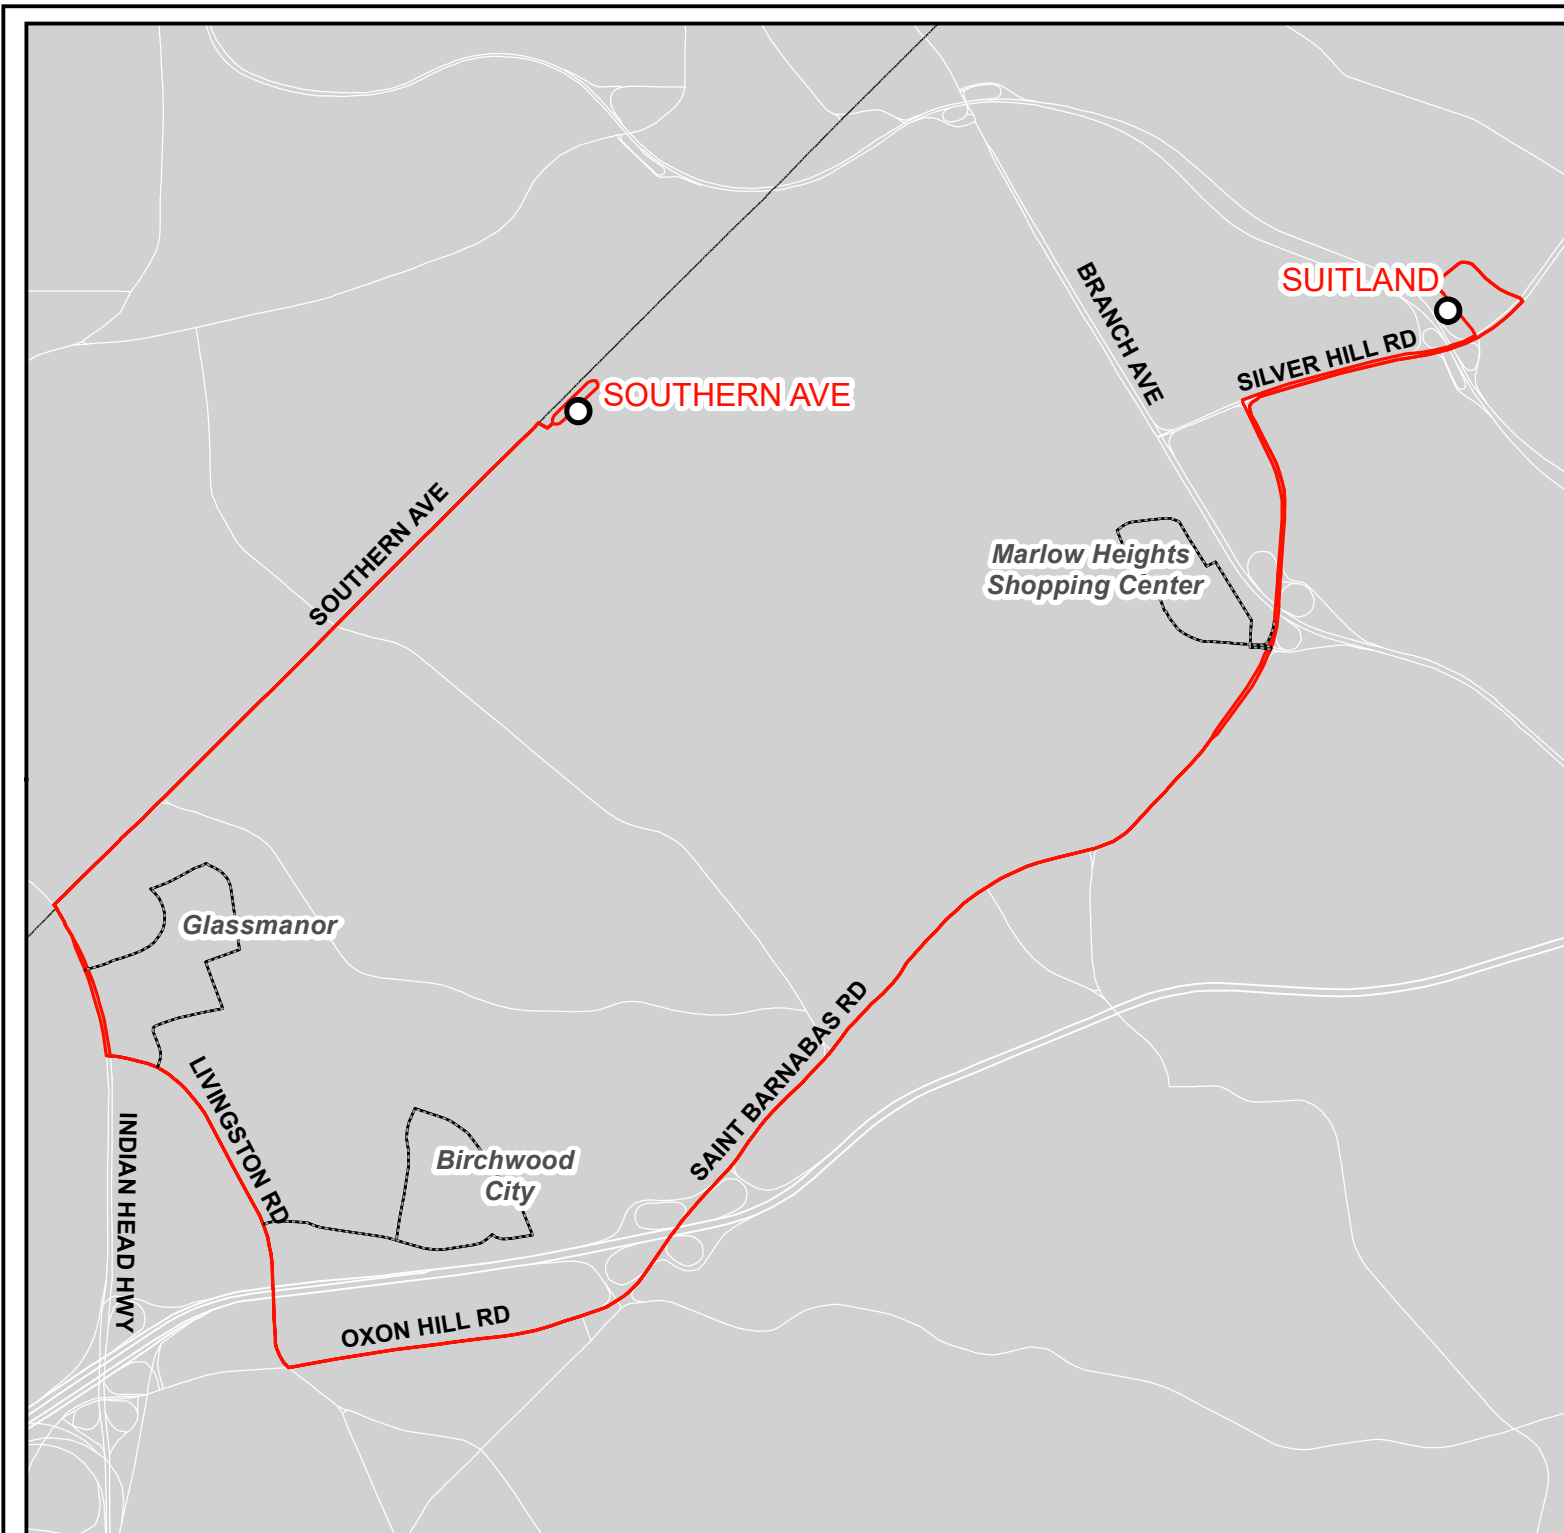 BRANCH AVE
SUITLAND
SILVER HILL RD
SOUTHERN AVE
SOUTHERN AVE
Marlow Heights
Shopping Center
Glassmanor
SAINT BARNABAS RD
LIVINGSTON RD
INDIAN HEAD HWY
Birchwood
City
OXON HILL RD